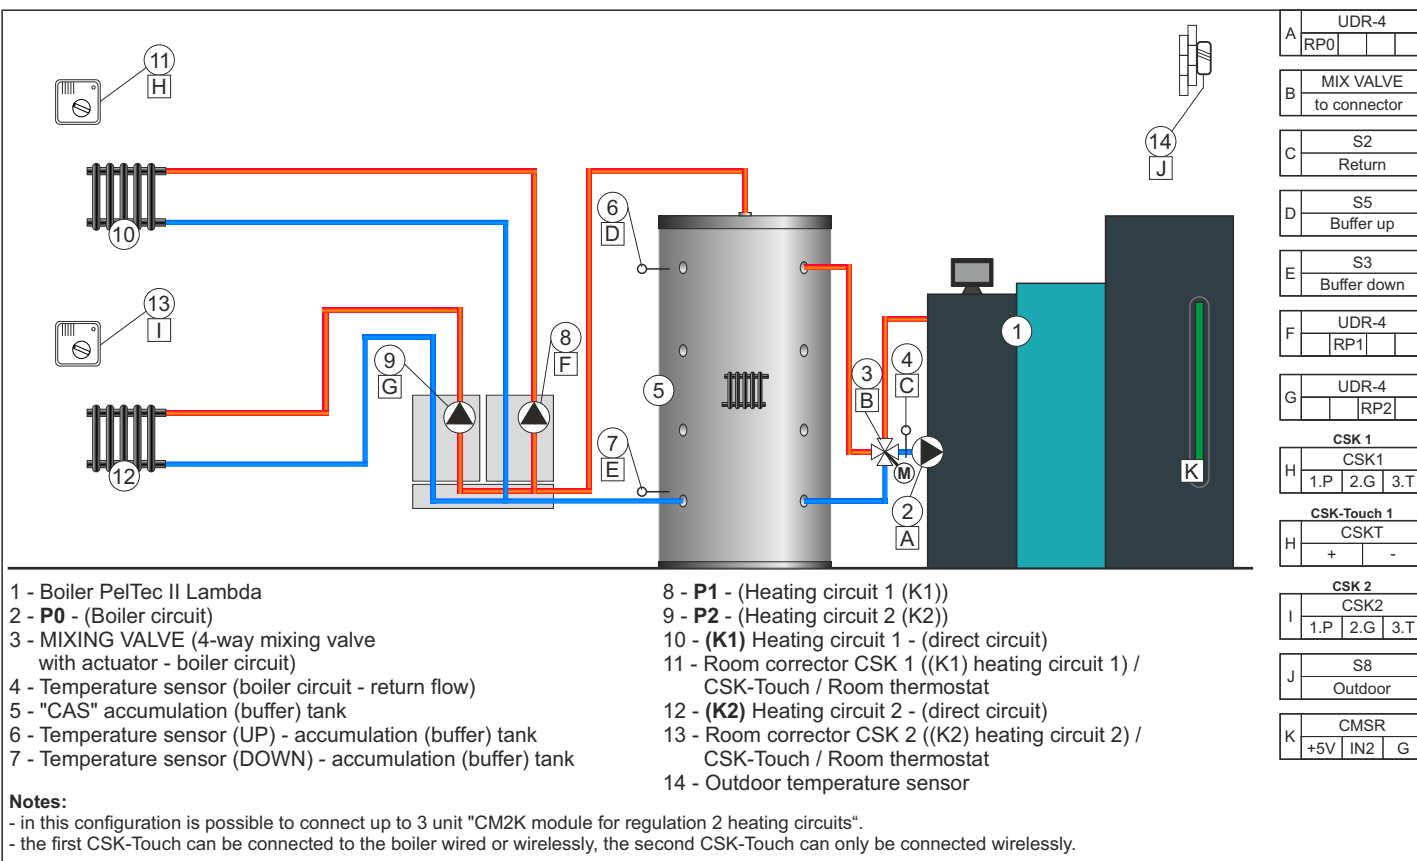 11
H
10
13
I
12
9
G
8
F
6
D
5
7
E
3
B
4
C
M
2
A
1
K
14
J
A
UDR-4
RP0
B
MIX VALVE
to connector
C
S2
Return
D
S5
Buffer up
E
S3
Buffer down
F
UDR-4
RP1
G
UDR-4
RP2
CSK 1
H
CSK1
1.P 2.G 3.T
CSK-Touch 1
H
CSKT
+ -
CSK 2
I
CSK2
1.P 2.G 3.T
J
S8
Outdoor
K
CMSR
+5V IN2 G
1 - Boiler PelTec II Lambda
2 - P0 - (Boiler circuit)
3 - MIXING VALVE (4-way mixing valve
with actuator - boiler circuit)
4 - Temperature sensor (boiler circuit - return flow)
5 - "CAS" accumulation (buffer) tank
6 - Temperature sensor (UP) - accumulation (buffer) tank
7 - Temperature sensor (DOWN) - accumulation (buffer) tank
8 - P1 - (Heating circuit 1 (K1))
9 - P2 - (Heating circuit 2 (K2))
10 - (K1) Heating circuit 1 - (direct circuit)
11 - Room corrector CSK 1 ((K1) heating circuit 1) /
CSK-Touch / Room thermostat
12 - (K2) Heating circuit 2 - (direct circuit)
13 - Room corrector CSK 2 ((K2) heating circuit 2) /
CSK-Touch / Room thermostat
14 - Outdoor temperature sensor
Notes:
- in this configuration is possible to connect up to 3 unit "CM2K module for regulation 2 heating circuits“.
- the first CSK-Touch can be connected to the boiler wired or wirelessly, the second CSK-Touch can only be connected wirelessly.